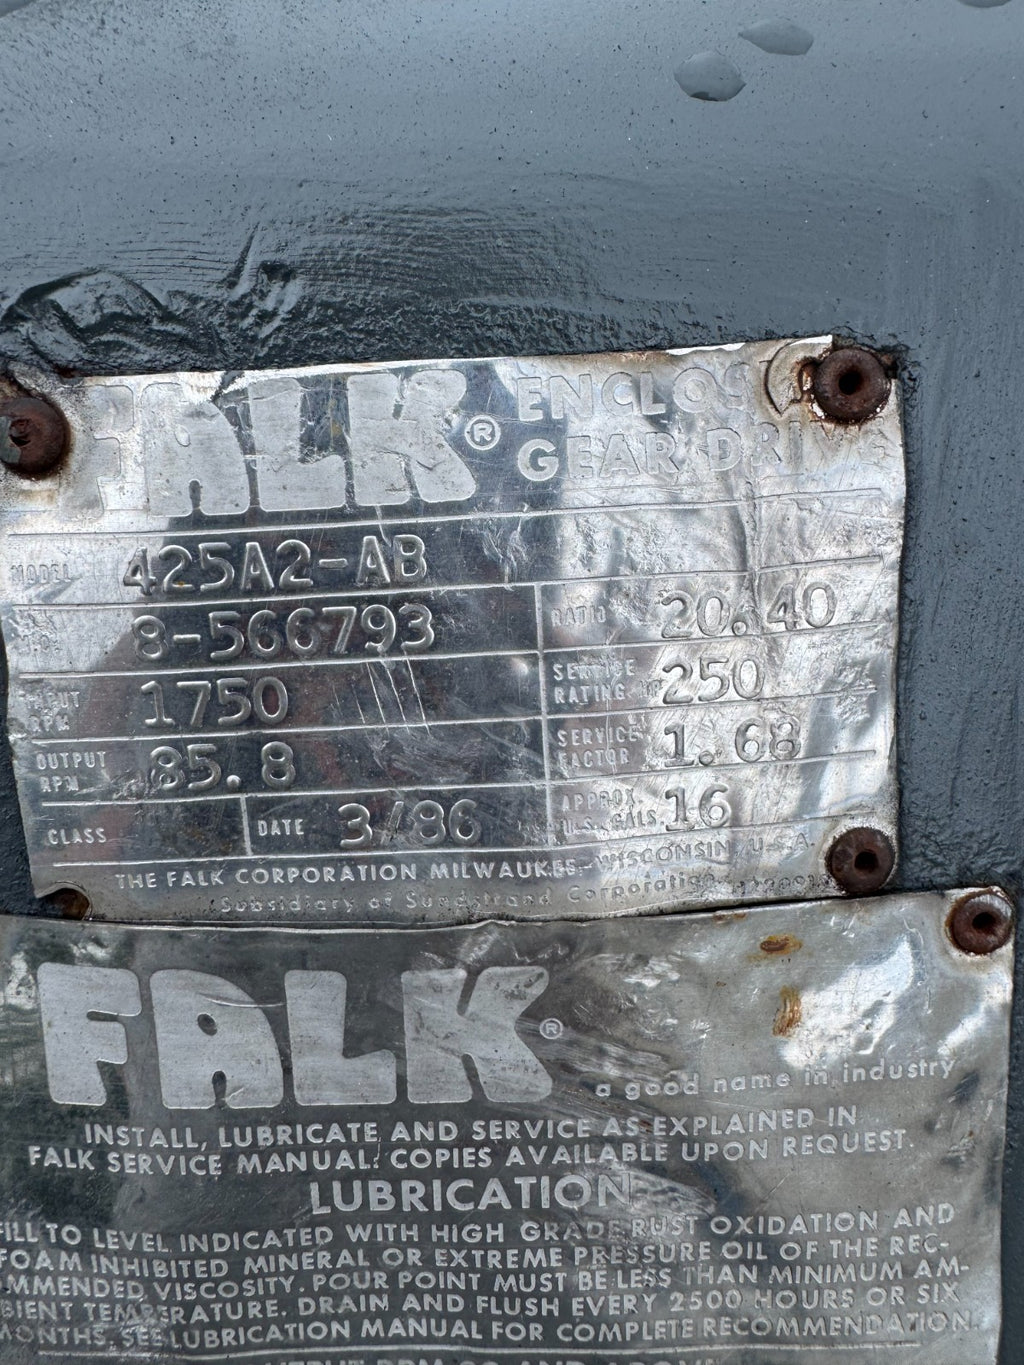 FALK® ENCLOS
GEAR DRIVE
MODEL 425A2-AB
8-566793 RATIO 20.40
INPUT RPM 1750 SERVICE RATING HP 250
OUTPUT RPM 85.8 SERVICE FACTOR 1.68
CLASS DATE 3/86 APPROX. U.S. GALS. 16
THE FALK CORPORATION MILWAUKEE, WISCONSIN, U.S.A.
Subsidiary of Sundstrand Corporation
FALK®
a good name in industry
INSTALL, LUBRICATE AND SERVICE AS EXPLAINED IN
FALK SERVICE MANUAL. COPIES AVAILABLE UPON REQUEST.
LUBRICATION
FILL TO LEVEL INDICATED WITH HIGH GRADE RUST OXIDATION AND
FOAM INHIBITED MINERAL OR EXTREME PRESSURE OIL OF THE REC-
OMMENDED VISCOSITY. POUR POINT MUST BE LESS THAN MINIMUM AM-
BIENT TEMPERATURE. DRAIN AND FLUSH EVERY 2500 HOURS OR SIX
MONTHS. SEE LUBRICATION MANUAL FOR COMPLETE RECOMMENDATION.